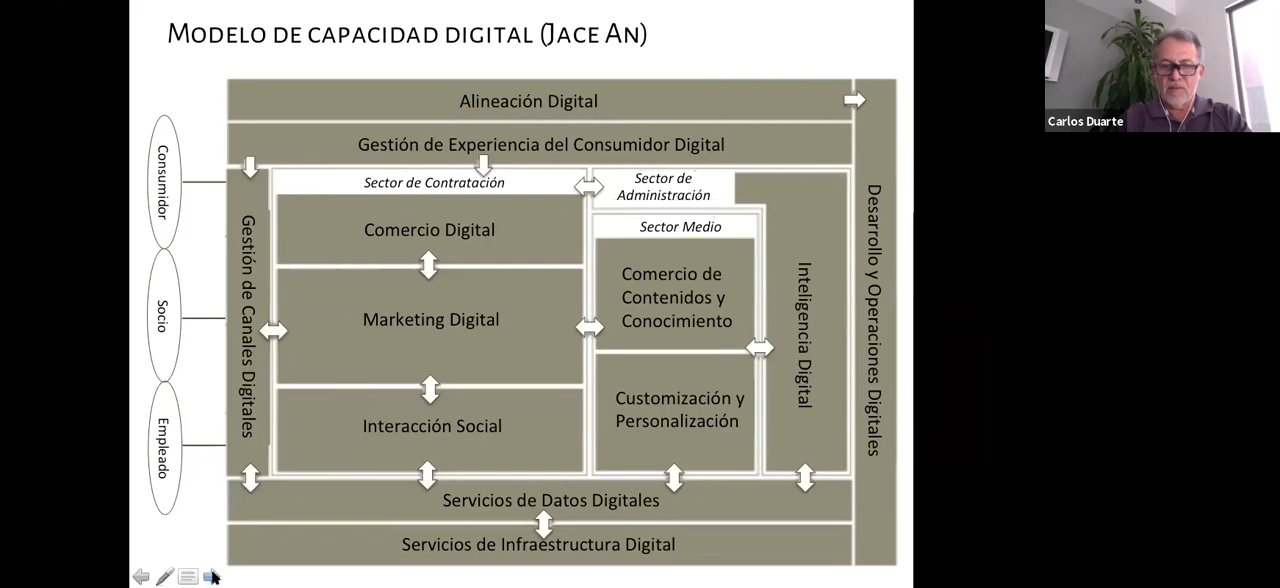 MODELO DE CAPACIDAD DIGITAL (JACE AN)
Carlos Duarte
Alineación Digital
Gestión de Experiencia del Consumidor Digital
Consumidor
Socio
Empleado
Gestión de Canales Digitales
Sector de Contratación
Comercio Digital
Marketing Digital
Interacción Social
Sector de
Administración
Sector Medio
Comercio de
Contenidos y
Conocimiento
Customización y
Personalización
Inteligencia Digital
Desarrollo y Operaciones Digitales
Servicios de Datos Digitales
Servicios de Infraestructura Digital